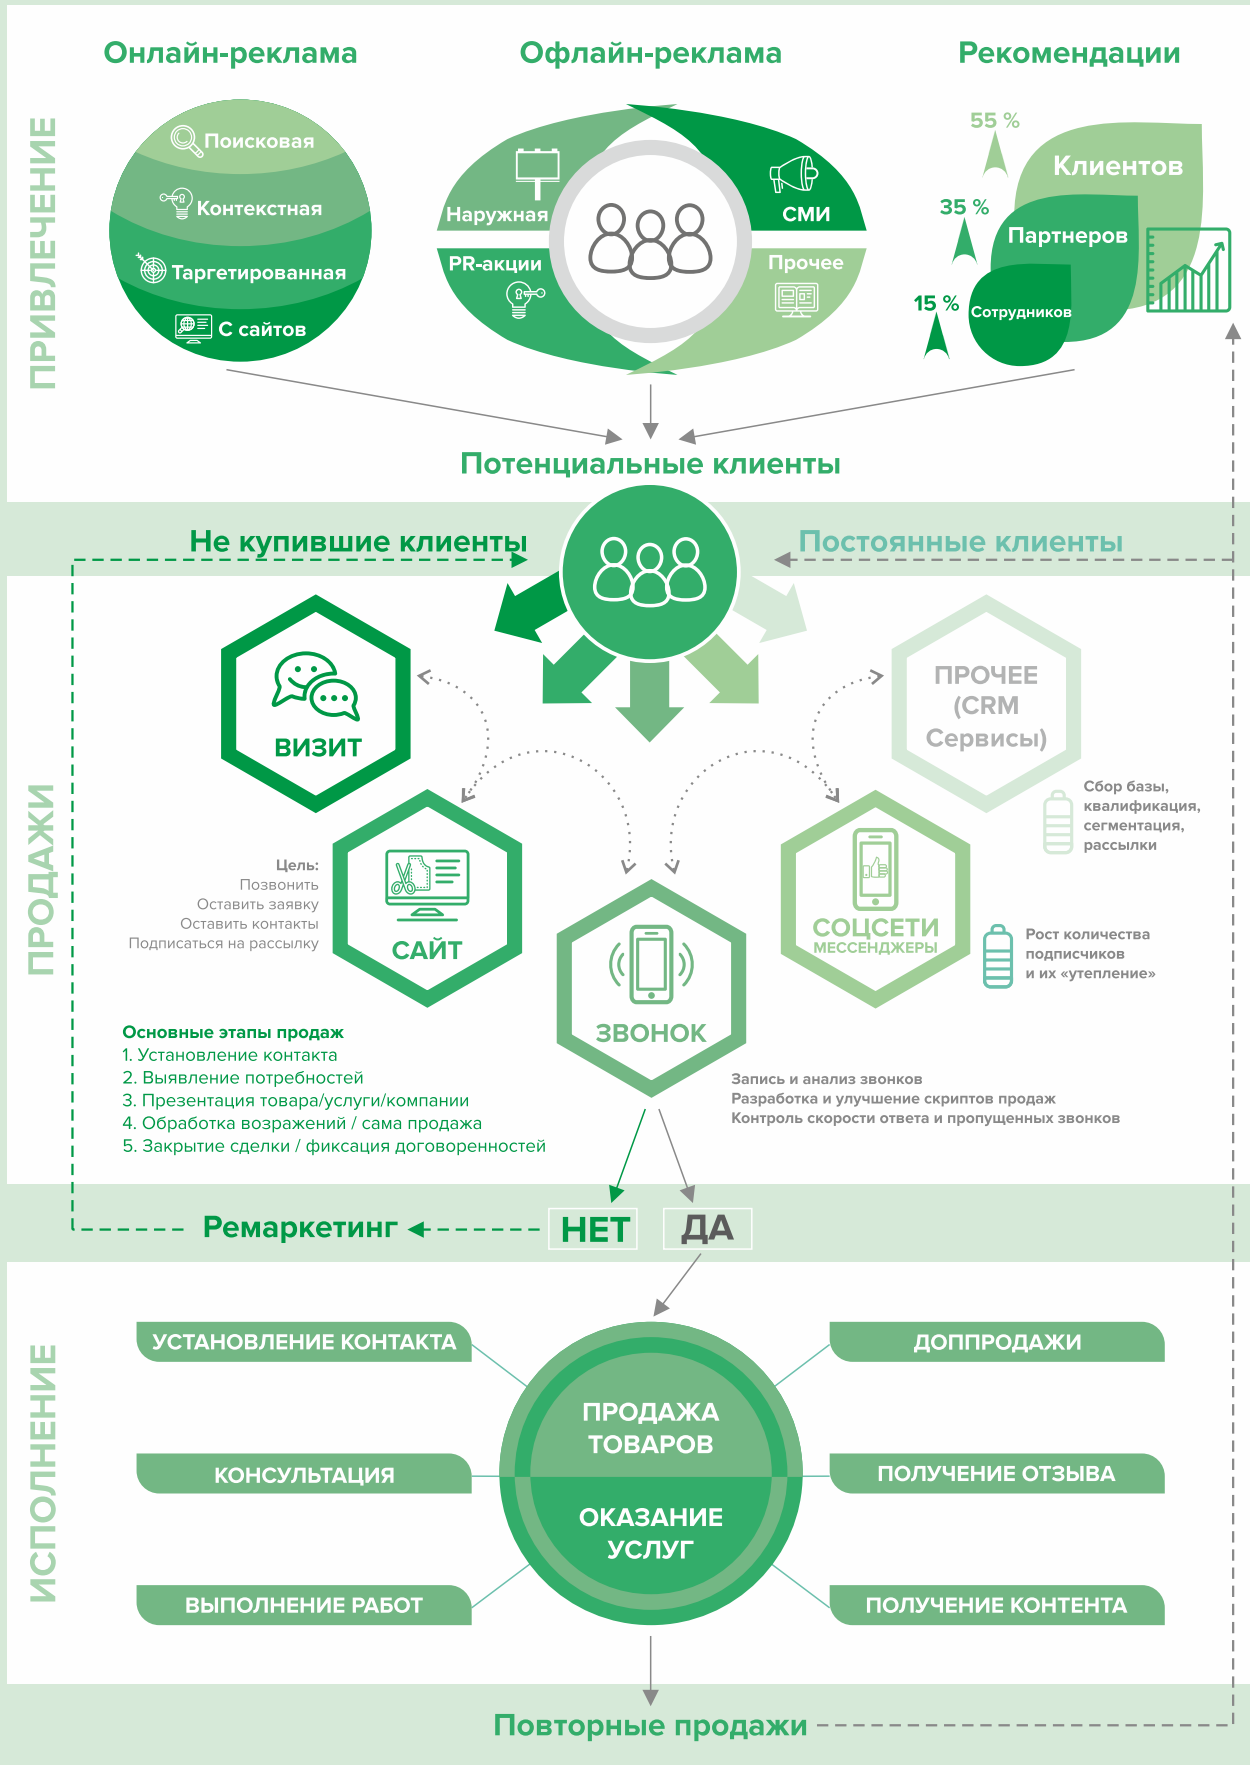 Онлайн-реклама
Офлайн-реклама
Рекомендации
ПРИВЛЕЧЕНИЕ
Поисковая
Контекстная
Таргетированная
С сайтов
Наружная
СМИ
PR-акции
Прочее
55 %
Клиентов
35 %
Партнеров
15 %
Сотрудников
Потенциальные клиенты
Не купившие клиенты
Постоянные клиенты
ПРОДАЖИ
ВИЗИТ
ПРОЧЕЕ
(CRM
Сервисы)
Сбор базы,
квалификация,
сегментация,
рассылки
Цель:
Позвонить
Оставить заявку
Оставить контакты
Подписаться на рассылку
САЙТ
СОЦСЕТИ
МЕССЕНДЖЕРЫ
Рост количества
подписчиков
и их «утепление»
ЗВОНОК
Основные этапы продаж
1. Установление контакта
2. Выявление потребностей
3. Презентация товара/услуги/компании
4. Обработка возражений / сама продажа
5. Закрытие сделки / фиксация договоренностей
Запись и анализ звонков
Разработка и улучшение скриптов продаж
Контроль скорости ответа и пропущенных звонков
Ремаркетинг
НЕТ
ДА
ИСПОЛНЕНИЕ
УСТАНОВЛЕНИЕ КОНТАКТА
ДОППРОДАЖИ
ПРОДАЖА
ТОВАРОВ
КОНСУЛЬТАЦИЯ
ПОЛУЧЕНИЕ ОТЗЫВА
ОКАЗАНИЕ
УСЛУГ
ВЫПОЛНЕНИЕ РАБОТ
ПОЛУЧЕНИЕ КОНТЕНТА
Повторные продажи